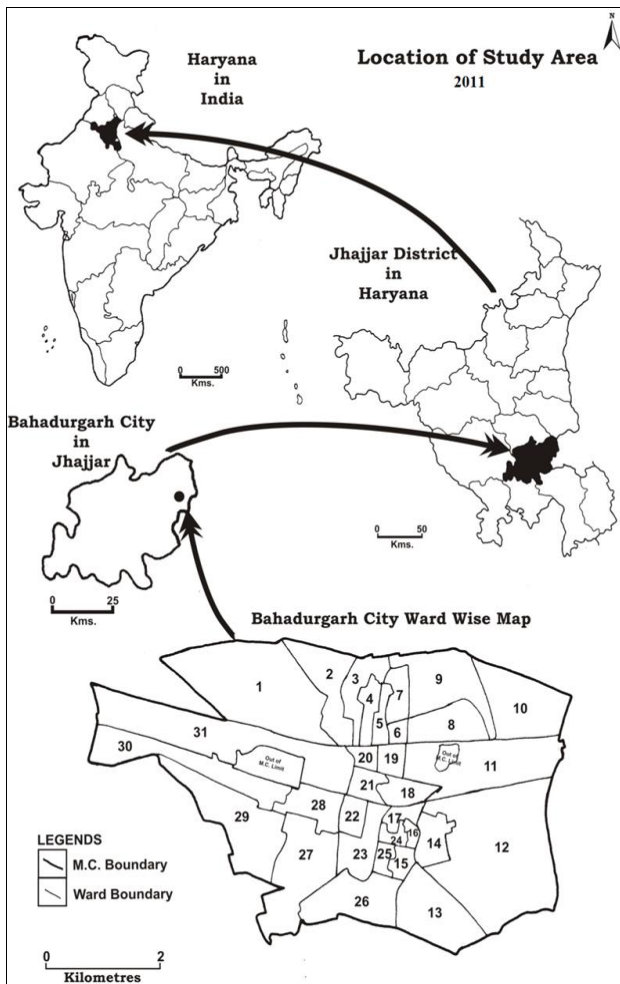 N
Location of Study Area
2011
Haryana
in
India
Jhajjar District
in
Haryana
0 500
Kms.
Bahadurgarh City
in
Jhajjar
0 50
Kms.
0 25
Kms.
Bahadurgarh City Ward Wise Map
1
2
3
4
5
6
7
8
9
10
31
30
Out of
M.C. Limit
20
19
Out of
M.C. Limit
11
21
18
29
28
22
17
16
24
14
12
27
23
25
15
26
13
LEGENDS
M.C. Boundary
Ward Boundary
0 2
Kilometres